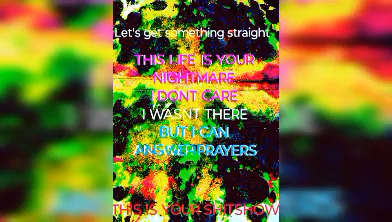 Let's get something straight
THIS LIFE IS YOUR
NIGHTMARE
I DONT CARE
I WASNT THERE
BUT I CAN
ANSWER PRAYERS
THIS IS YOUR SHITSHOW